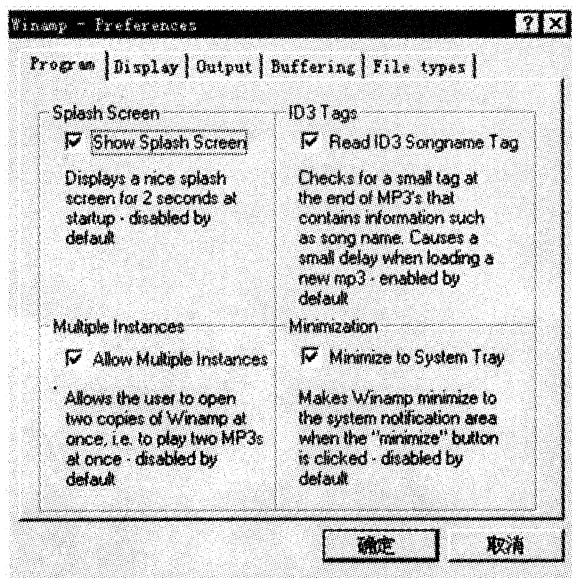 Winamp - Preferences
Program Display Output Buffering File types
Splash Screen
Show Splash Screen
Displays a nice splash
screen for 2 seconds at
startup - disabled by
default
ID3 Tags
Read ID3 Songname Tag
Checks for a small tag at
the end of MP3's that
contains information such
as song name. Causes a
small delay when loading a
new mp3 - enabled by
default
Multiple Instances
Allow Multiple Instances
Allows the user to open
two copies of Winamp at
once, i.e. to play two MP3s
at once - disabled by
default
Minimization
Minimize to System Tray
Makes Winamp minimize to
the system notification area
when the "minimize" button
is clicked - disabled by
default
确定
取消